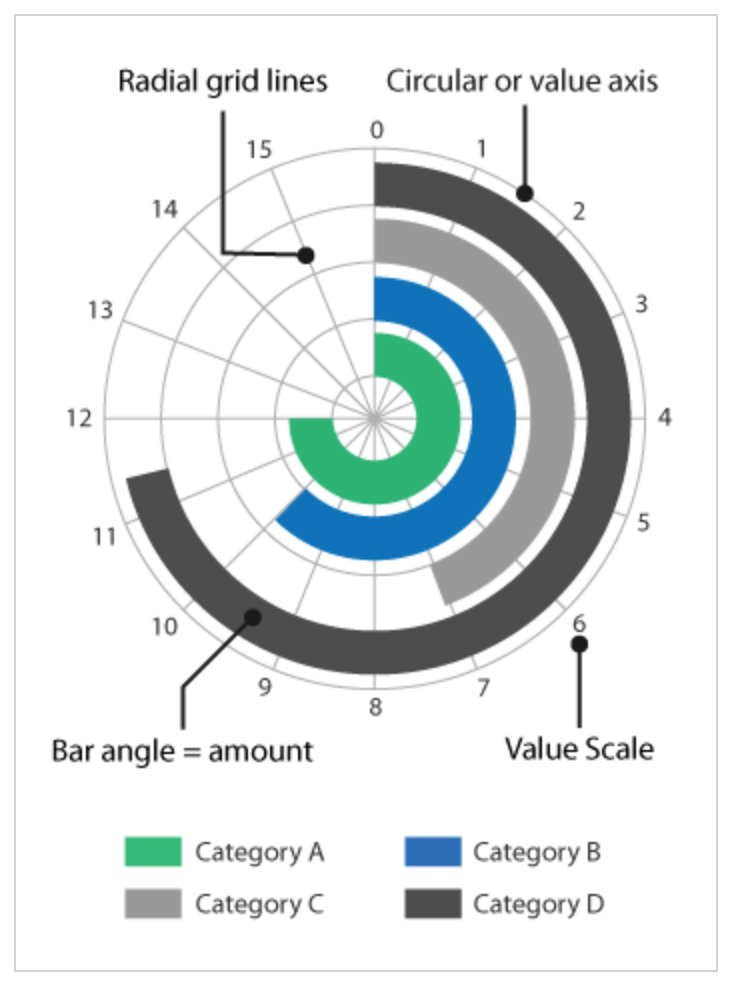 Radial grid lines
Circular or value axis
0
1
2
3
4
5
6
7
8
9
10
11
12
13
14
15
Bar angle = amount
Value Scale
Category A
Category B
Category C
Category D